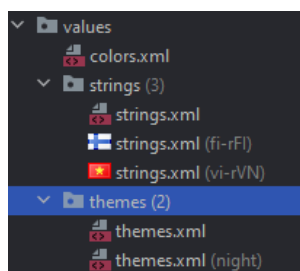 values
colors.xml
strings (3)
strings.xml
strings.xml (fi-rFI)
strings.xml (vi-rVN)
themes (2)
themes.xml
themes.xml (night)